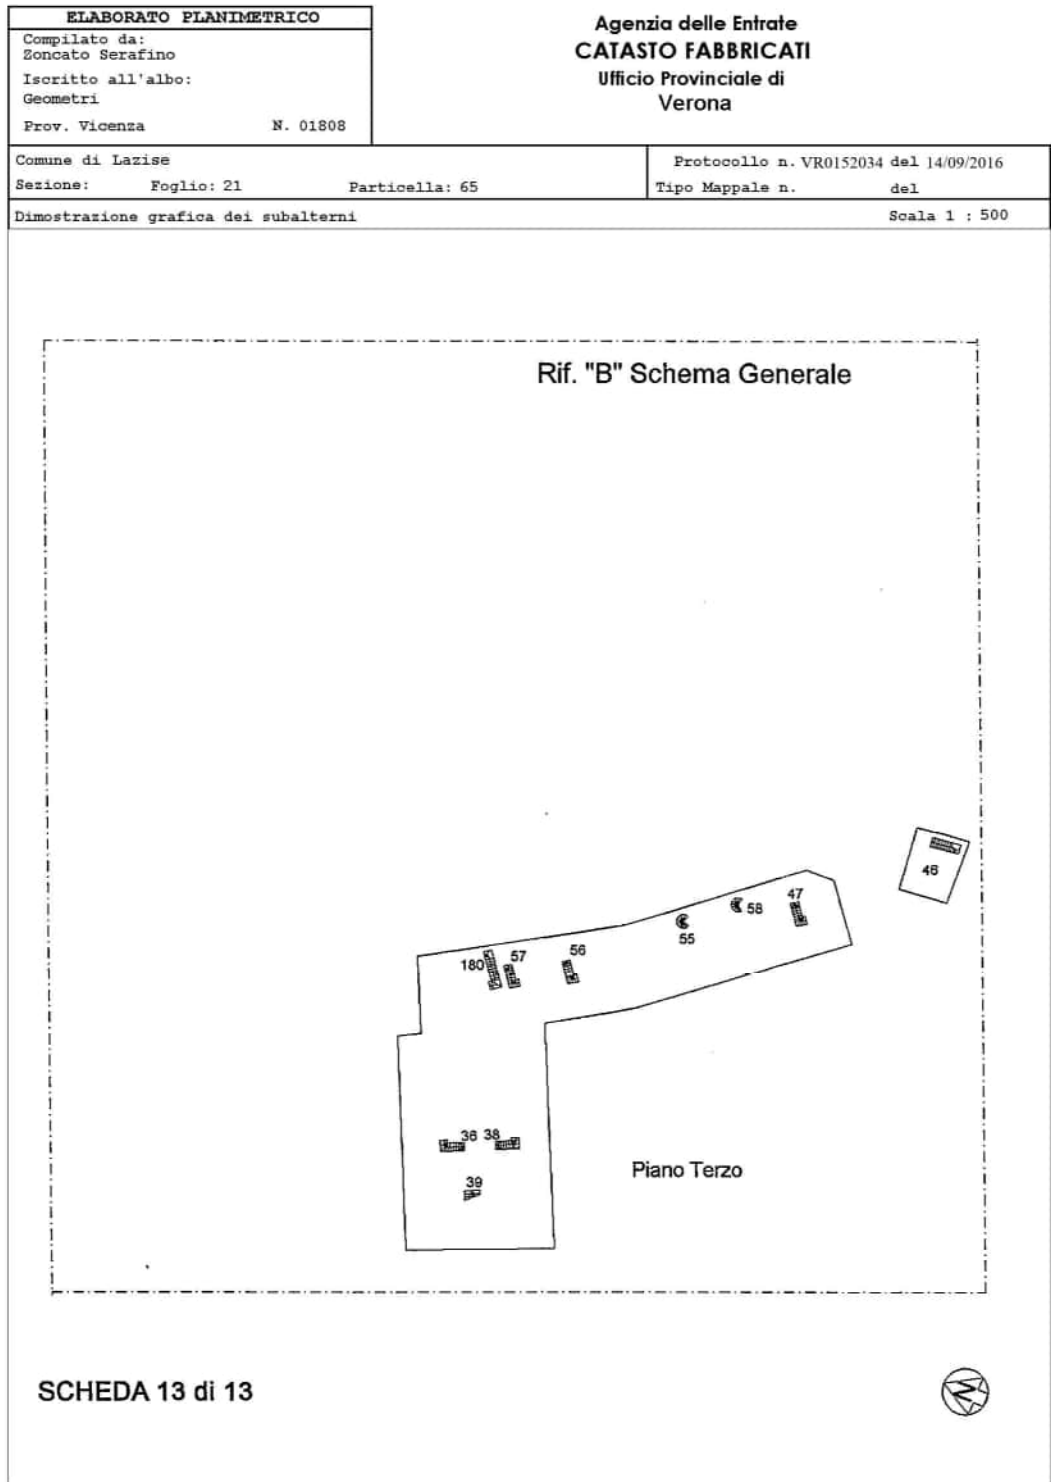 ELABORATO PLANIMETRICO
Compilato da:
Zoncato Serafino
Iscritto all'albo:
Geometri
Prov. Vicenza N. 01808
Agenzia delle Entrate
CATASTO FABBRICATI
Ufficio Provinciale di
Verona
Comune di Lazise
Sezione: Foglio: 21 Particella: 65
Protocollo n. VR0152034 del 14/09/2016
Tipo Mappale n. del
Dimostrazione grafica dei subalterni Scala 1 : 500
Rif. "B" Schema Generale
46
47
58
55
56
57
180
36 38
39
Piano Terzo
SCHEDA 13 di 13
N